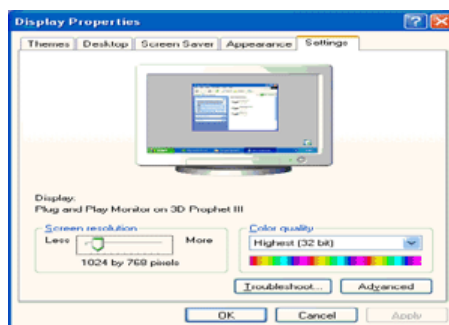 Display Properties
Themes Desktop Screen Saver Appearance Settings
Display:
Plug and Play Monitor on 3D Prophet III
Screen resolution
Less More
1024 by 768 pixels
Color quality
Highest (32 bit)
Troubleshoot... Advanced
OK Cancel Apply